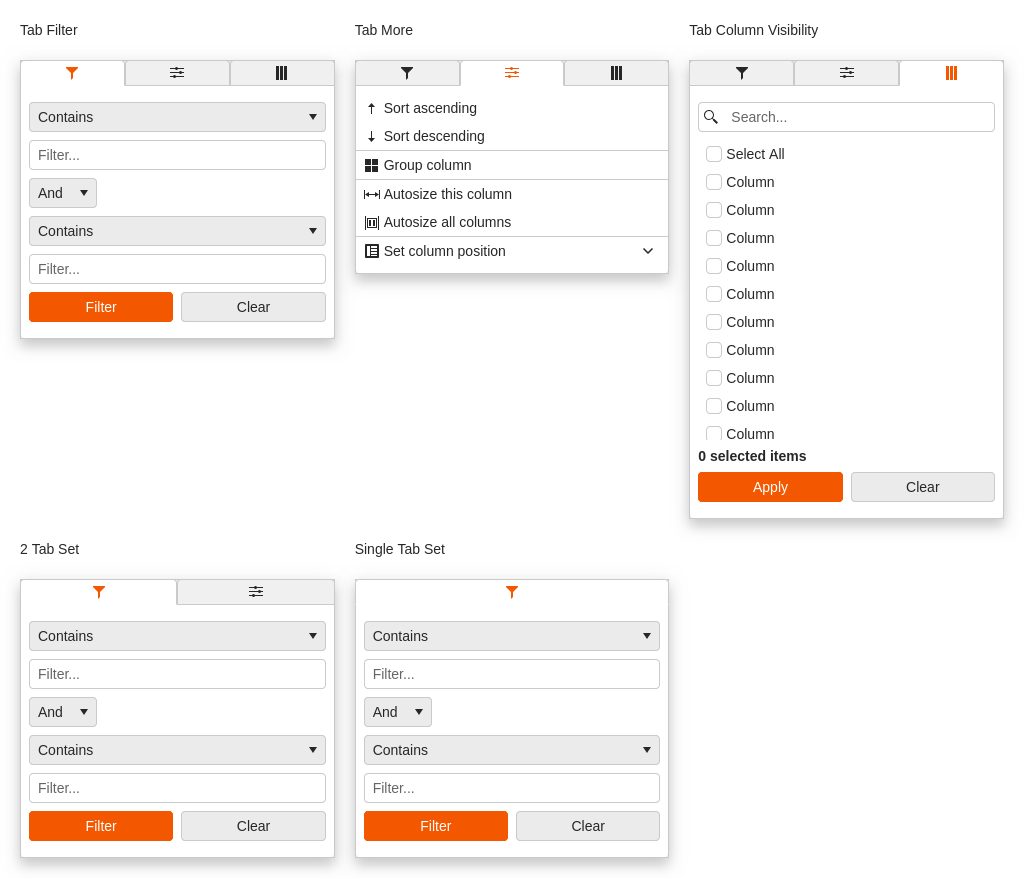 Tab Filter
Contains
Filter...
And
Contains
Filter...
Filter Clear
Tab More
Sort ascending
Sort descending
Group column
Autosize this column
Autosize all columns
Set column position
Tab Column Visibility
Search...
Select All
Column
Column
Column
Column
Column
Column
Column
Column
Column
Column
0 selected items
Apply Clear
2 Tab Set
Contains
Filter...
And
Contains
Filter...
Filter Clear
Single Tab Set
Contains
Filter...
And
Contains
Filter...
Filter Clear